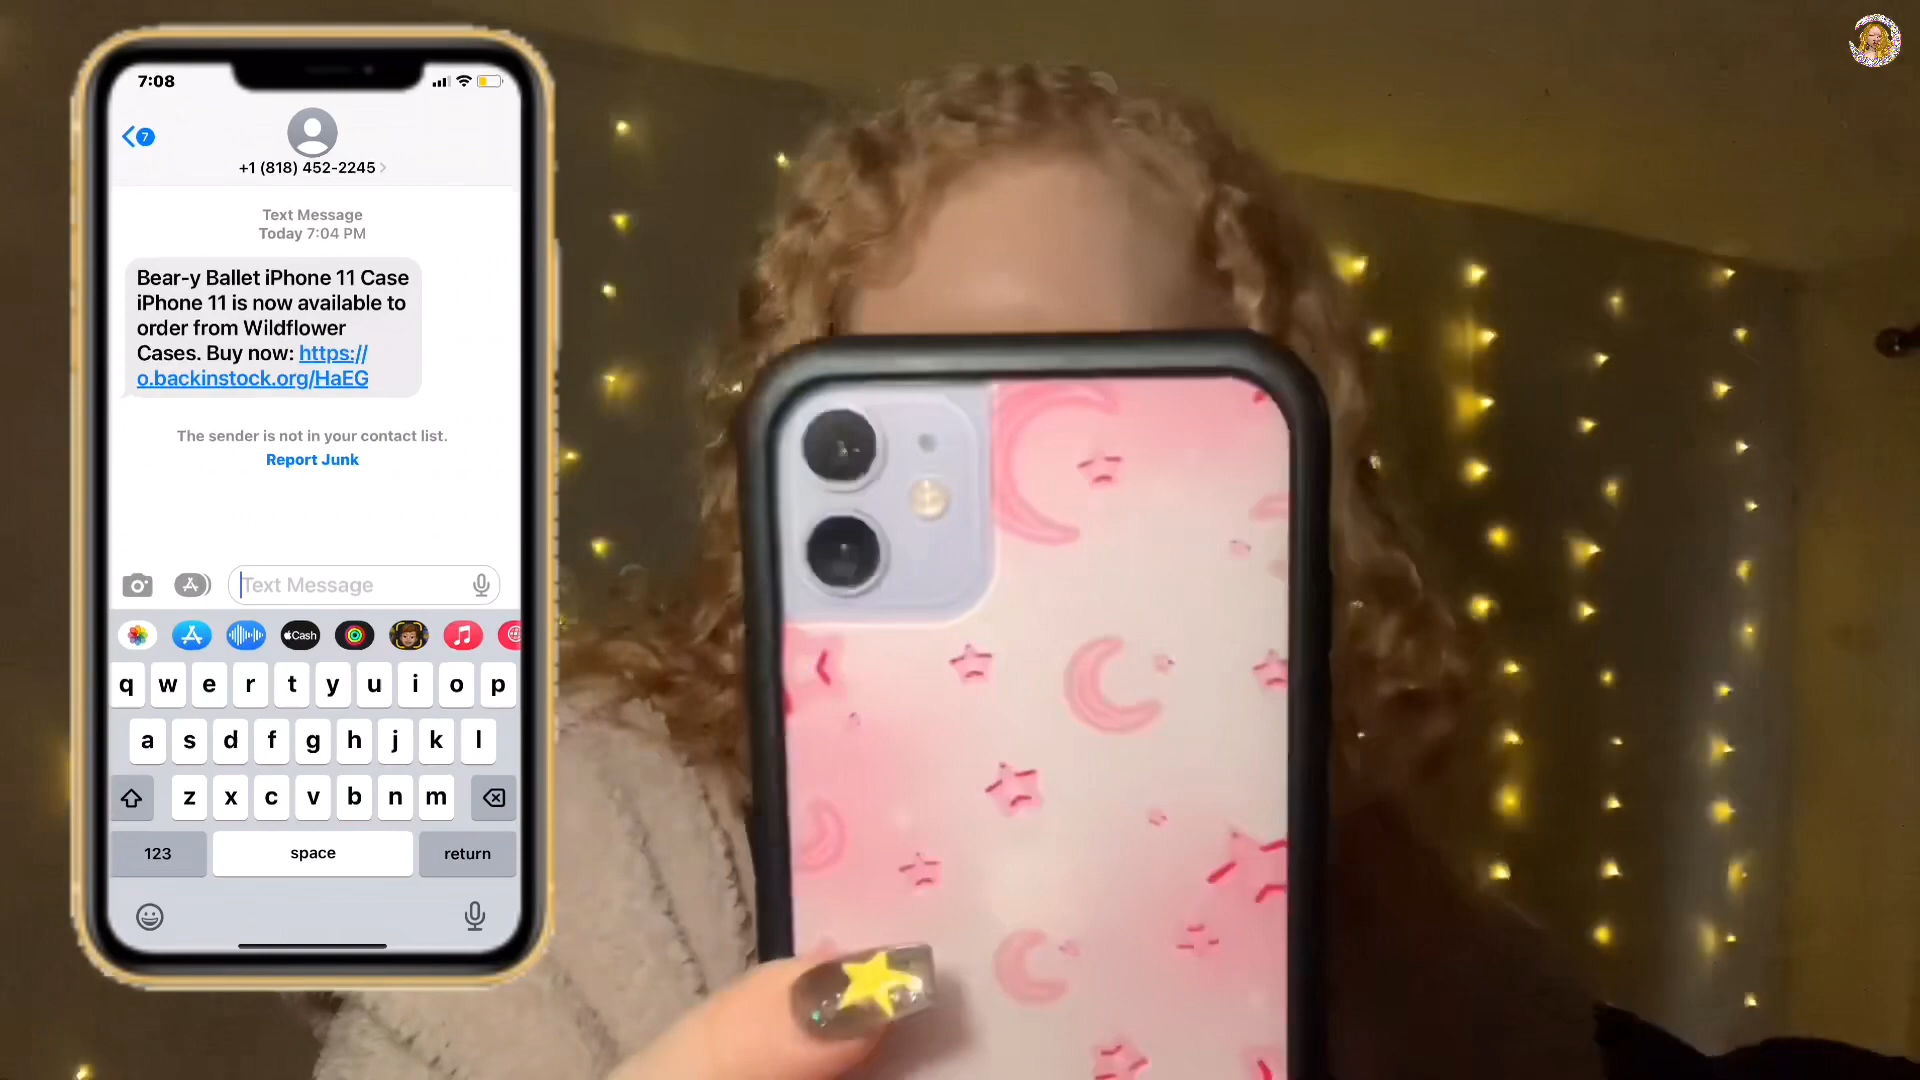 7:08
7
+1 (818) 452-2245
Text Message
Today 7:04 PM
Bear-y Ballet iPhone 11 Case
iPhone 11 is now available to
order from Wildflower
Cases. Buy now: https://
o.backinstock.org/HaEG
The sender is not in your contact list.
Report Junk
Text Message
Cash
q w e r t y u i o p
a s d f g h j k l
z x c v b n m
123 space return